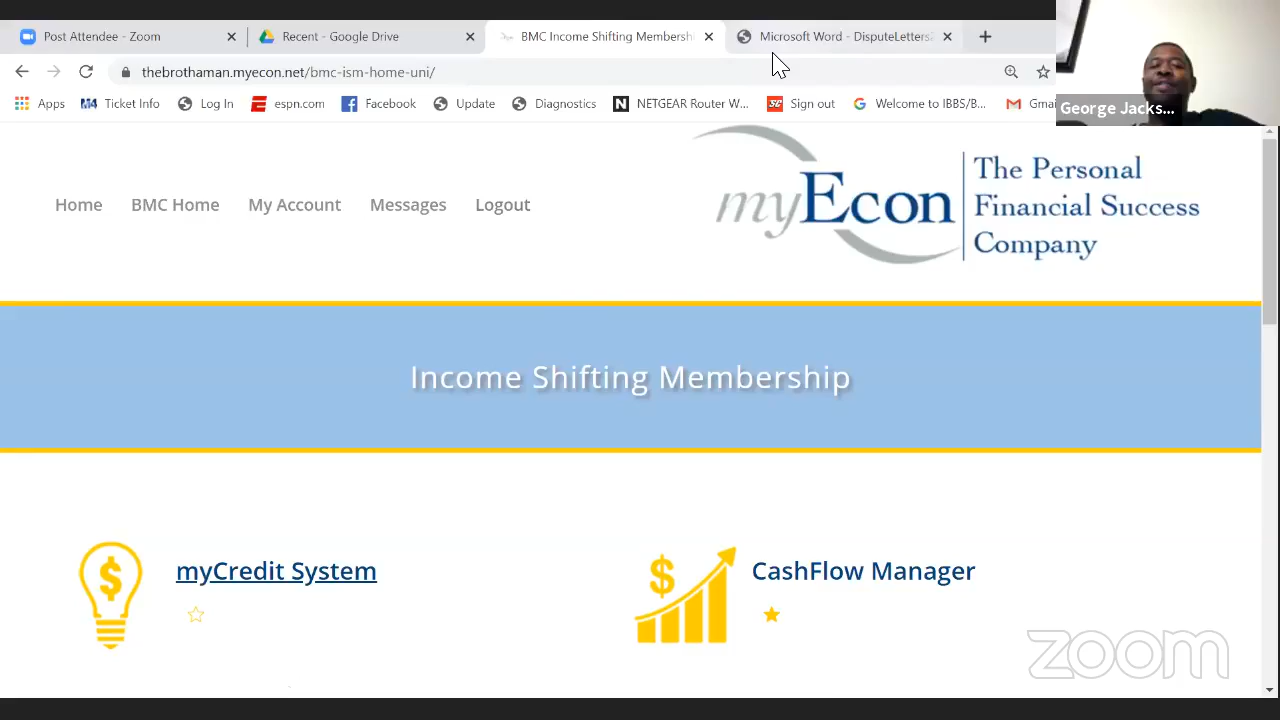 Post Attendee - Zoom
Recent - Google Drive
BMC Income Shifting Membersh
Microsoft Word - DisputeLetters
thebrothaman.myecon.net/bmc-ism-home-uni/
Apps
Ticket Info
Log In
espn.com
Facebook
Update
Diagnostics
NETGEAR Router W...
Sign out
Welcome to IBBS/B...
Gmai
George Jacks...
Home
BMC Home
My Account
Messages
Logout
myEcon
The Personal
Financial Success
Company
Income Shifting Membership
myCredit System
CashFlow Manager
zoom